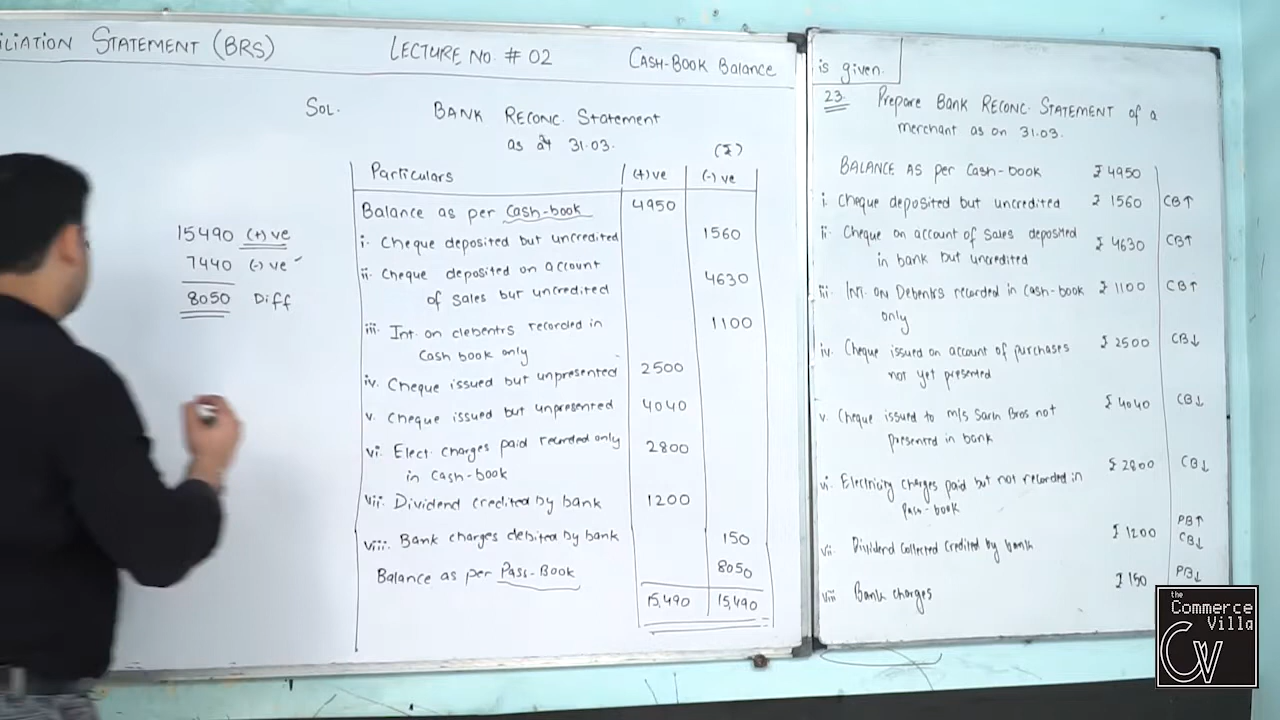 ILIATION STATEMENT (BRS) LECTURE NO. # 02 CASH-BOOK Balance
Sol. BANK RECONC. Statement
as at 31.03.
(₹)
Particulars (+)ve (-)ve
Balance as per Cash-book 4950
i. Cheque deposited but uncredited 1560
ii. Cheque deposited on account 4630
of Sales but uncredited
iii. Int. on debentrs recorded in 1100
Cash book only
iv. Cheque issued but unpresented 2500
v. Cheque issued but unpresented 4040
vi. Elect. charges paid recorded only 2800
in Cash-book
vii. Dividend credited by bank 1200
viii. Bank charges debited by bank 150
Balance as per Pass-Book 8050
15,490 15,490
15490 (+)ve
7440 (-)ve
8050 Diff
is given.
23. Prepare Bank RECONC. STATEMENT of a
merchant as on 31.03.
BALANCE AS per Cash-book ₹ 4950
i. Cheque deposited but uncredited ₹ 1560 CB↑
ii. Cheque on account of Sales deposited ₹ 4630 CB↑
in bank but uncredited
iii. Int. on Debentrs recorded in Cash-book ₹ 1100 CB↑
only
iv. Cheque issued on account of purchases ₹ 2500 CB↓
not yet presented
v. Cheque issued to m/s Sarin Bros not ₹ 4040 CB↓
presented in bank
vi. Electricity charges paid but not recorded in ₹ 2800 CB↓
Pass-book
vii. Dividend Collected credited by bank ₹ 1200 PB↑
CB↓
viii Bank charges ₹ 150 PB↓
the
Commerce
Villa
CV